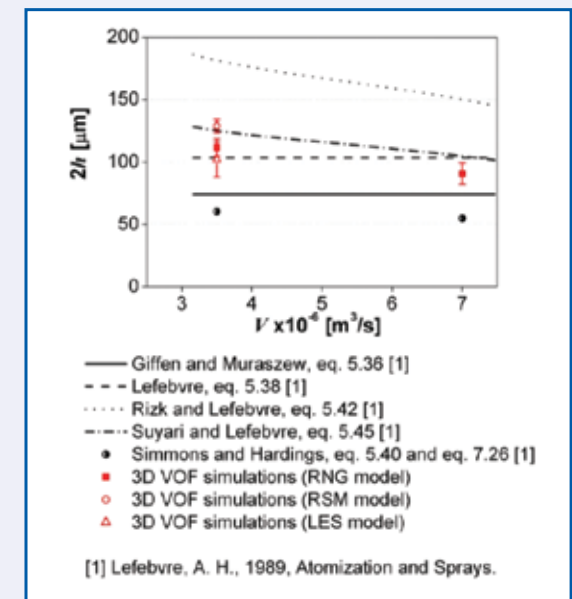 200
150
100
50
0
2h [μm]
3 4 5 6 7
V x10⁻⁶ [m³/s]
Giffen and Muraszew, eq. 5.36 [1]
Lefebvre, eq. 5.38 [1]
Rizk and Lefebvre, eq. 5.42 [1]
Suyari and Lefebvre, eq. 5.45 [1]
Simmons and Hardings, eq. 5.40 and eq. 7.26 [1]
3D VOF simulations (RNG model)
3D VOF simulations (RSM model)
3D VOF simulations (LES model)
[1] Lefebvre, A. H., 1989, Atomization and Sprays.